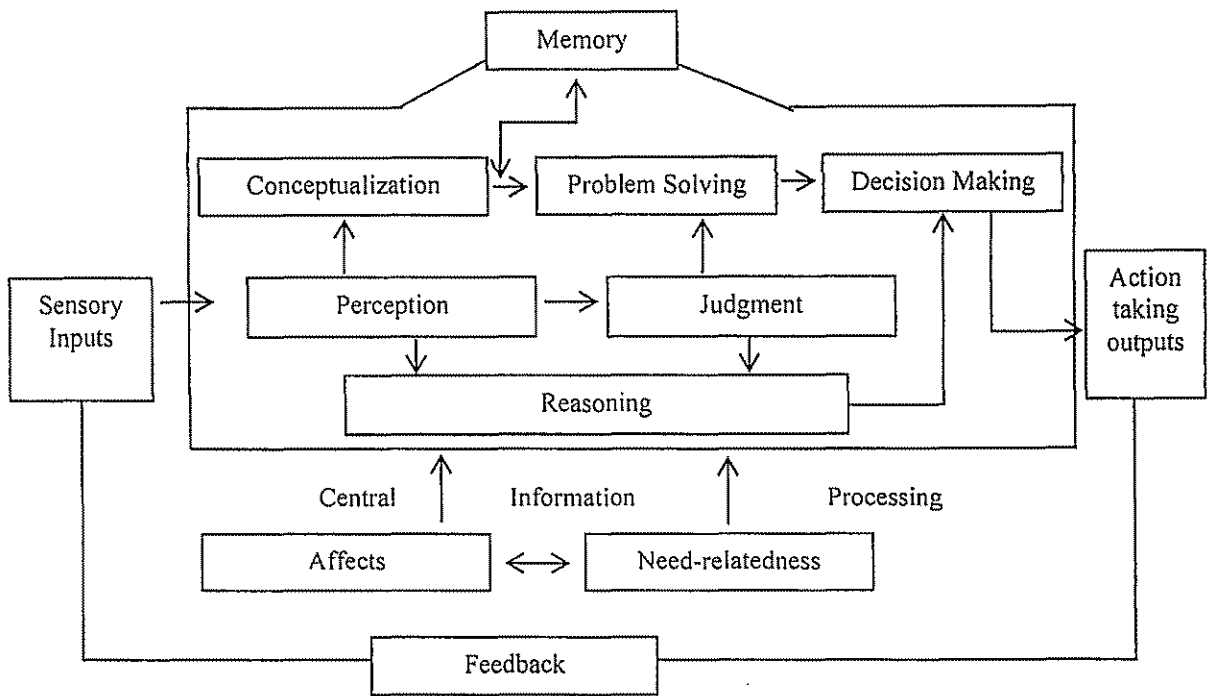 Memory
Conceptualization
Problem Solving
Decision Making
Sensory
Inputs
Perception
Judgment
Action
taking
outputs
Reasoning
Central Information Processing
Affects
Need-relatedness
Feedback